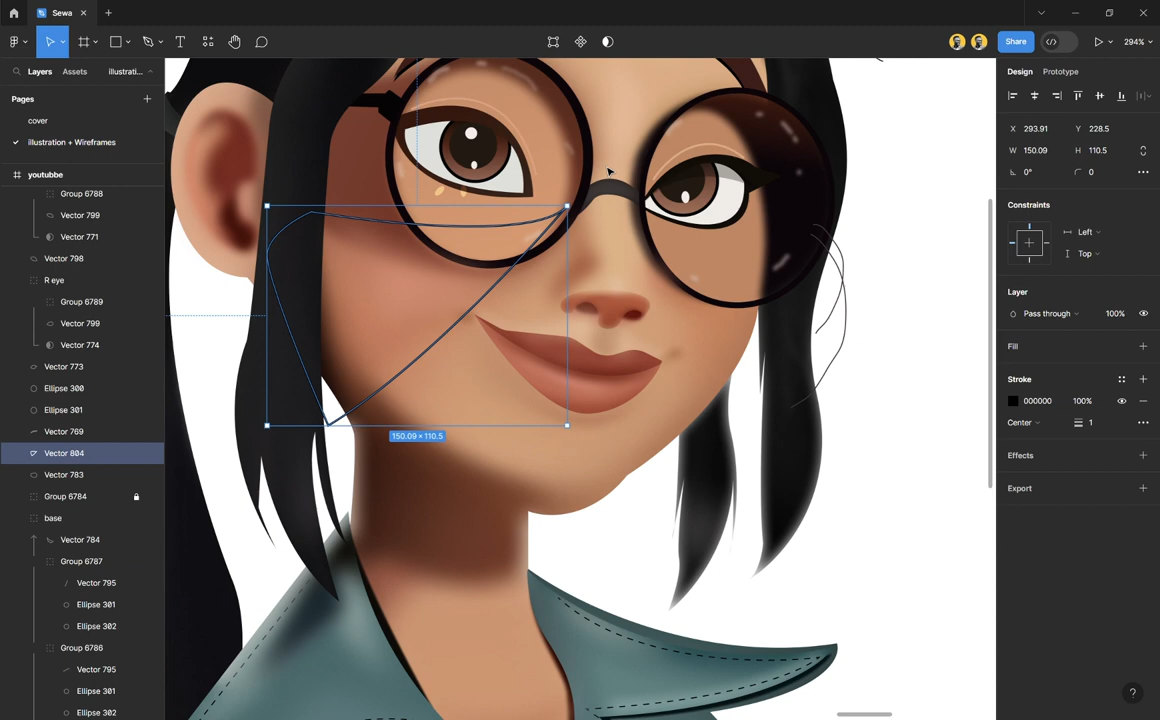 Sewa
Share
294%
Layers
Assets
illustrati...
Pages
cover
illustration + Wireframes
youtubbe
Group 6788
Vector 799
Vector 771
Vector 798
R eye
Group 6789
Vector 799
Vector 774
Vector 773
Ellipse 300
Ellipse 301
Vector 769
Vector 804
Vector 783
Group 6784
base
Vector 784
Group 6787
Vector 795
Ellipse 301
Ellipse 302
Group 6786
Vector 795
Ellipse 301
Ellipse 302
150.09 × 110.5
Design
Prototype
X 293.91 Y 228.5
W 150.09 H 110.5
0° 0
Constraints
Left
Top
Layer
Pass through 100%
Fill
Stroke
000000 100%
Center 1
Effects
Export
?